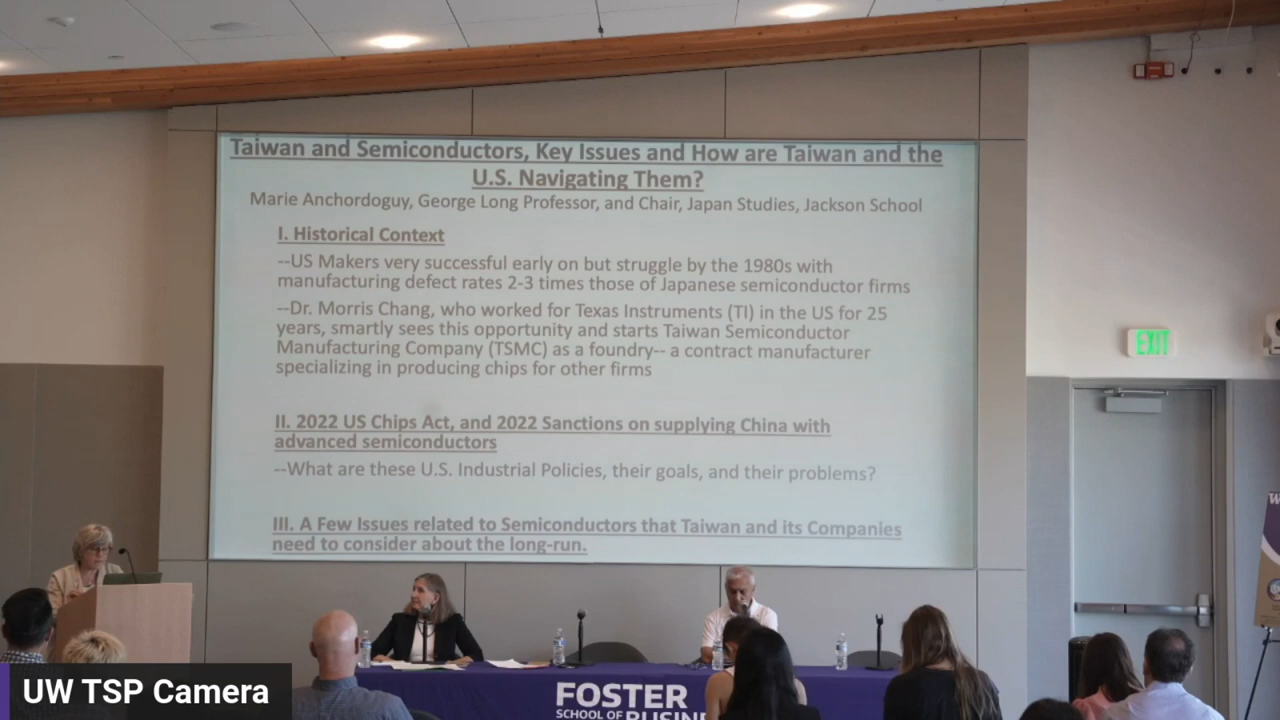 Taiwan and Semiconductors, Key Issues and How are Taiwan and the
U.S. Navigating Them?
Marie Anchordoguy, George Long Professor, and Chair, Japan Studies, Jackson School
I. Historical Context
--US Makers very successful early on but struggle by the 1980s with
manufacturing defect rates 2-3 times those of Japanese semiconductor firms
--Dr. Morris Chang, who worked for Texas Instruments (TI) in the US for 25
years, smartly sees this opportunity and starts Taiwan Semiconductor
Manufacturing Company (TSMC) as a foundry-- a contract manufacturer
specializing in producing chips for other firms
II. 2022 US Chips Act, and 2022 Sanctions on supplying China with
advanced semiconductors
--What are these U.S. Industrial Policies, their goals, and their problems?
III. A Few Issues related to Semiconductors that Taiwan and its Companies
need to consider about the long-run.
EXIT
UW TSP Camera
FOSTER
SCHOOL OF